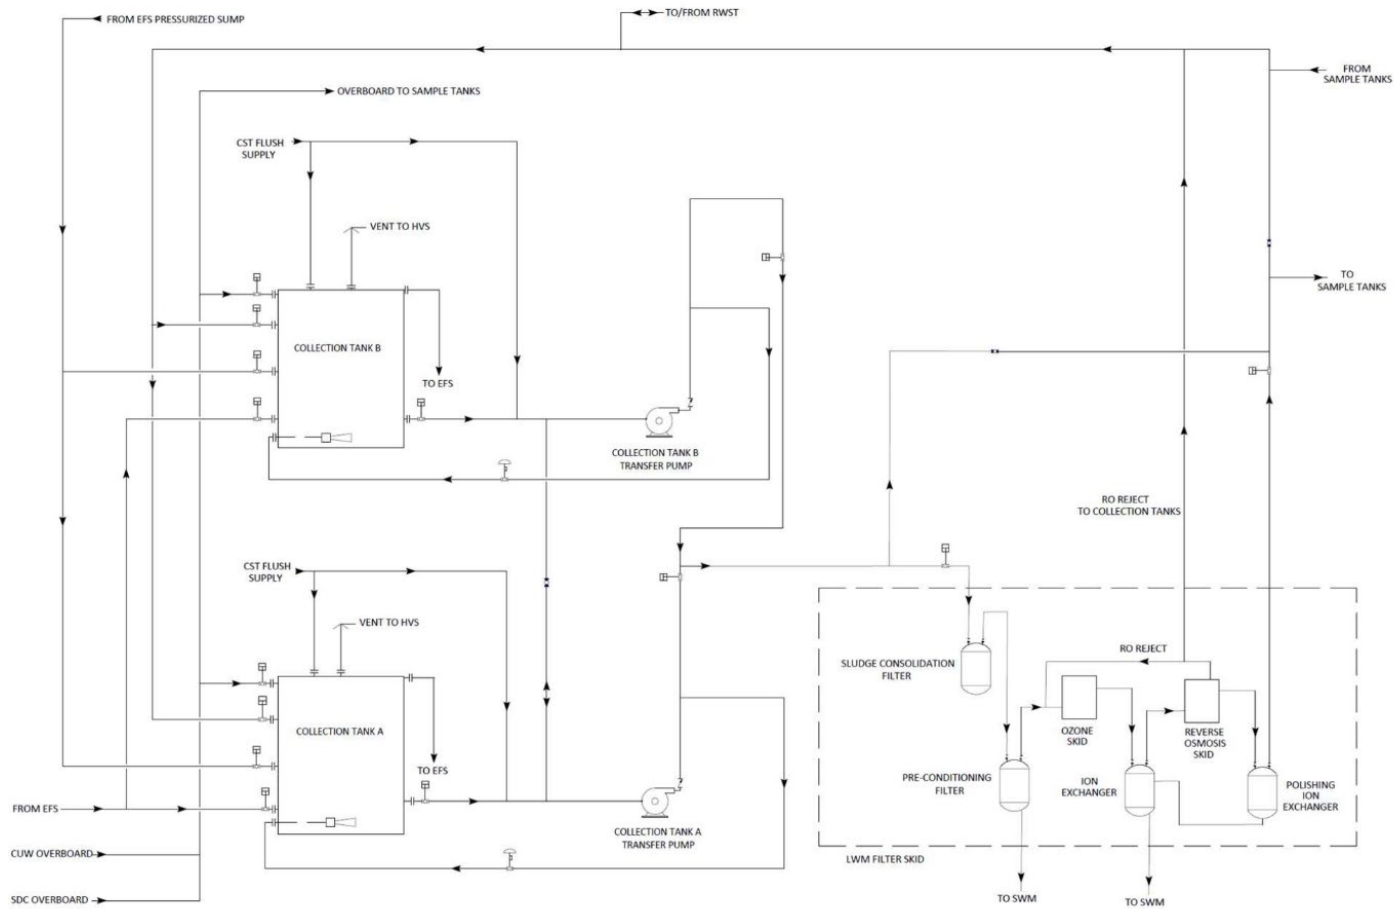 FROM EFS PRESSURIZED SUMP
TO/FROM RWST
FROM
SAMPLE TANKS
OVERBOARD TO SAMPLE TANKS
CST FLUSH
SUPPLY
VENT TO HVS
TO
SAMPLE TANKS
COLLECTION TANK B
TO EFS
COLLECTION TANK B
TRANSFER PUMP
RO REJECT
TO COLLECTION TANKS
CST FLUSH
SUPPLY
VENT TO HVS
RO REJECT
SLUDGE CONSOLIDATION
FILTER
COLLECTION TANK A
OZONE
SKID
REVERSE
OSMOSIS
SKID
TO EFS
PRE-CONDITIONING
FILTER
ION
EXCHANGER
POLISHING
ION
EXCHANGER
FROM EFS
COLLECTION TANK A
TRANSFER PUMP
CUW OVERBOARD
LWM FILTER SKID
SDC OVERBOARD
TO SWM
TO SWM